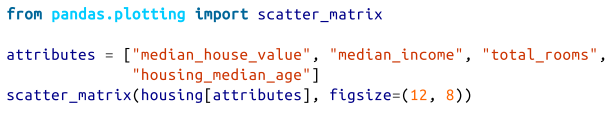 from pandas.plotting import scatter_matrix
attributes = ["median_house_value", "median_income", "total_rooms",
"housing_median_age"]
scatter_matrix(housing[attributes], figsize=(12, 8))